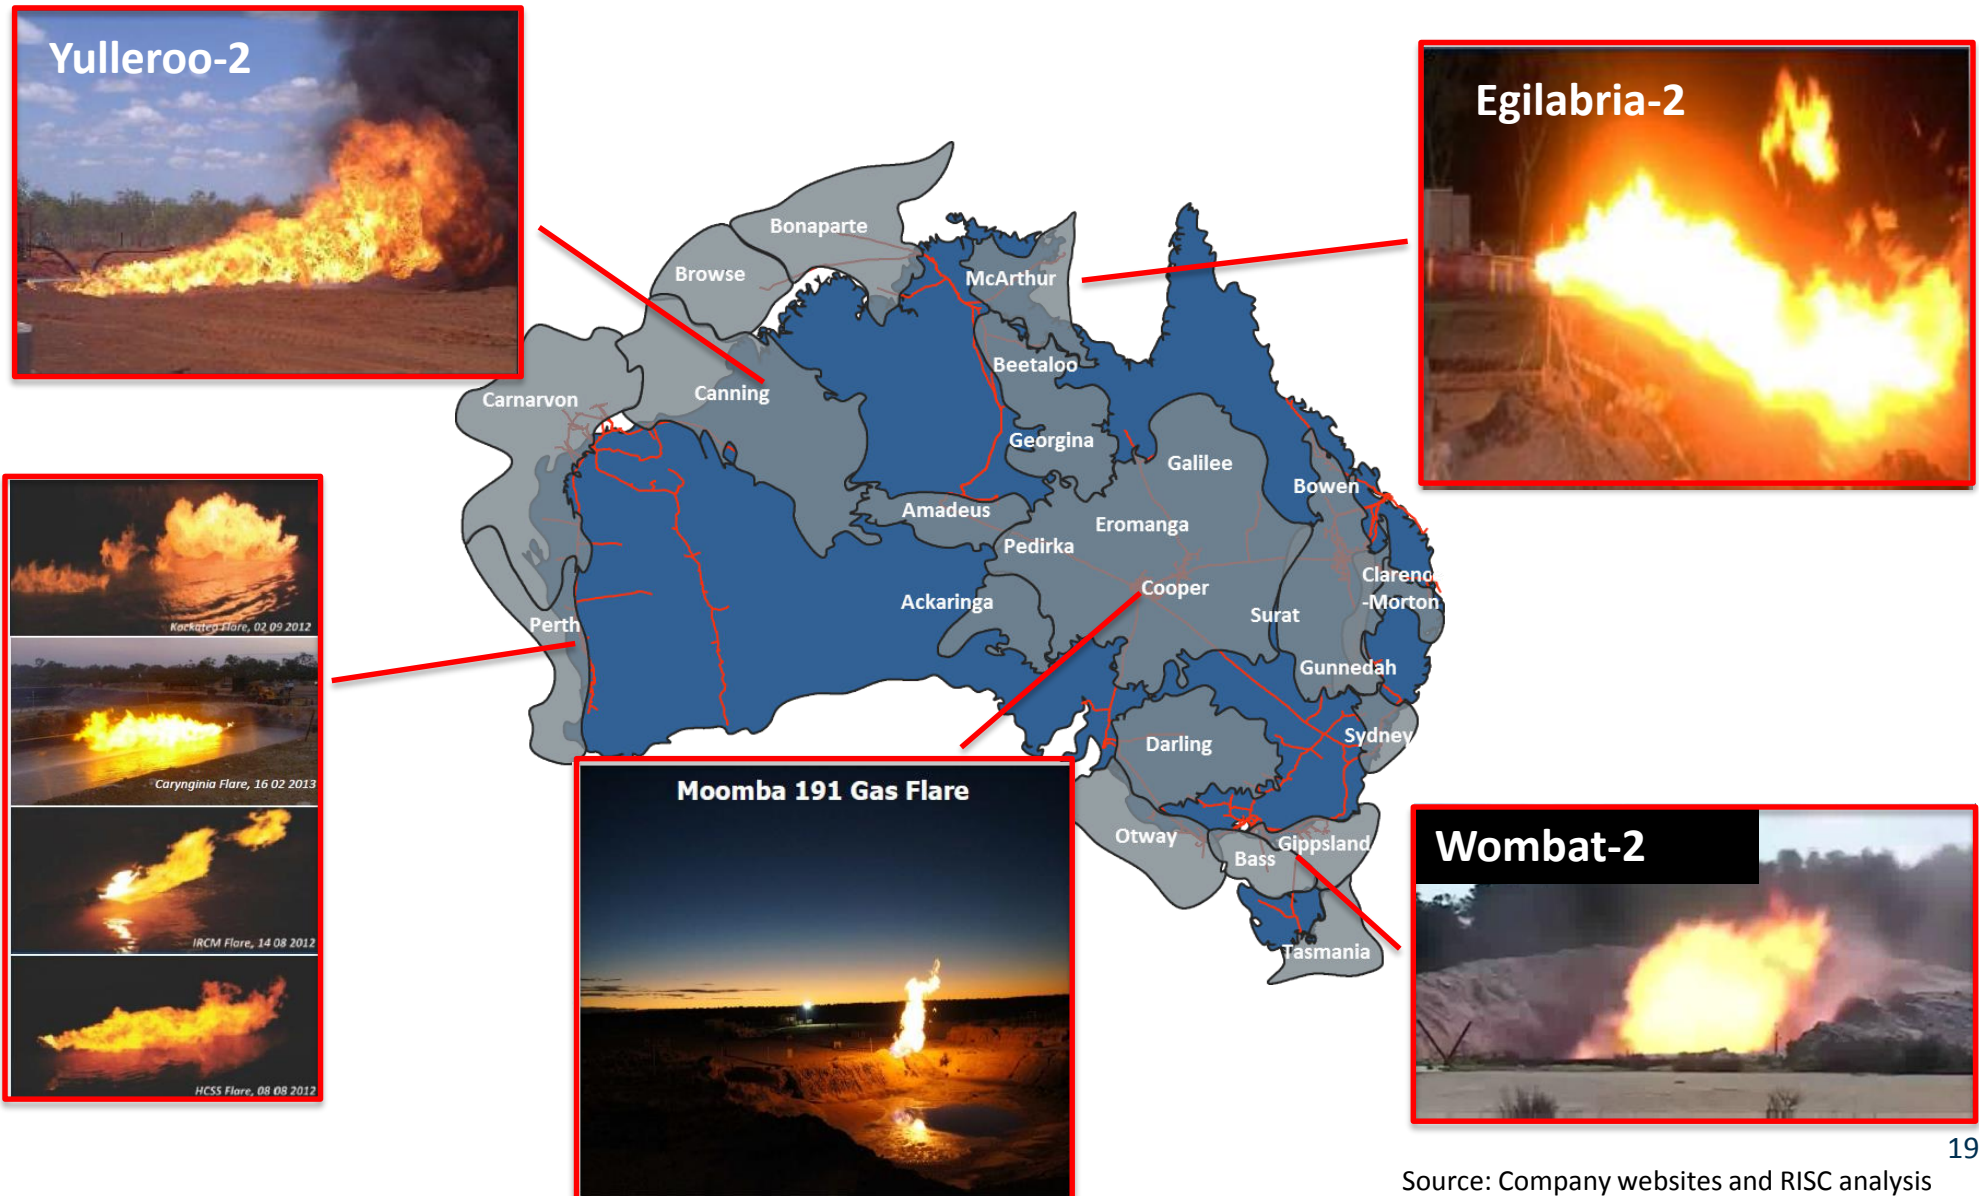 Yulleroo-2
Egilabria-2
Bonaparte
Browse
McArthur
Beetaloo
Canning
Carnarvon
Georgina
Galilee
Bowen
Amadeus
Eromanga
Pedirka
Clarenc
-Morton
Cooper
Ackaringa
Surat
Perth
Gunnedah
Sydney
Darling
Otway
Bass
Gippsland
Tasmania
Kockatea Flare, 02 09 2012
Carynginia Flare, 16 02 2013
IRCM Flare, 14 08 2012
HCSS Flare, 08 08 2012
Moomba 191 Gas Flare
Wombat-2
19
Source: Company websites and RISC analysis